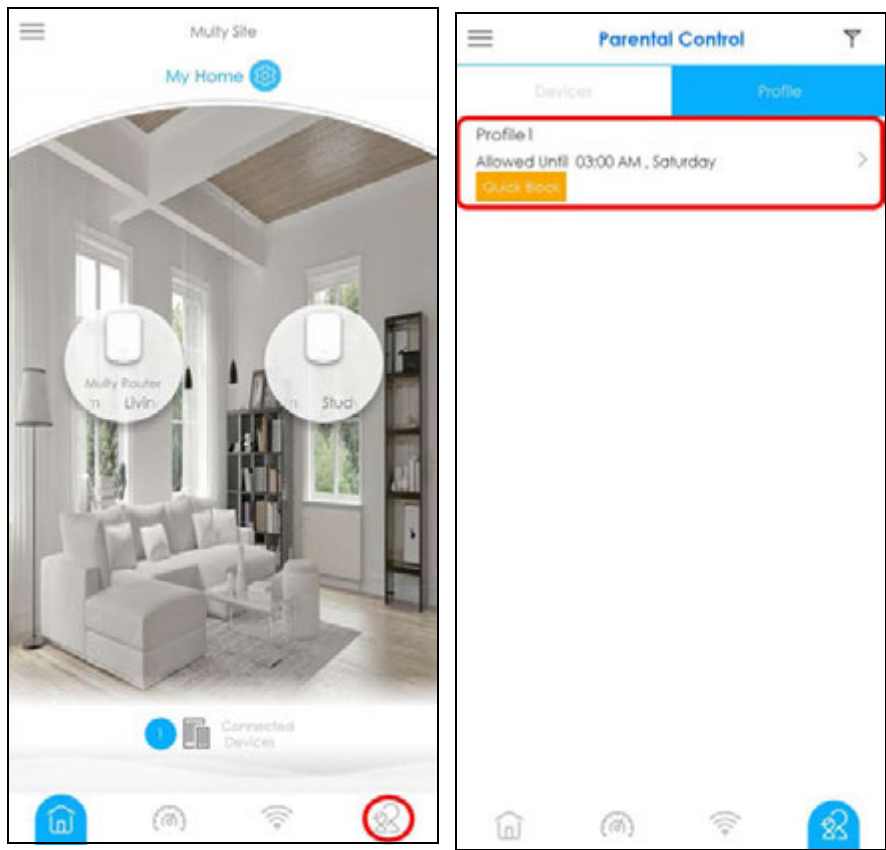 Multy Site
My Home
Multy Router
Livin
Stud
1
Connected
Devices
Parental Control
Devices
Profile
Profile1
Allowed Until 03:00 AM , Saturday
Quick Block